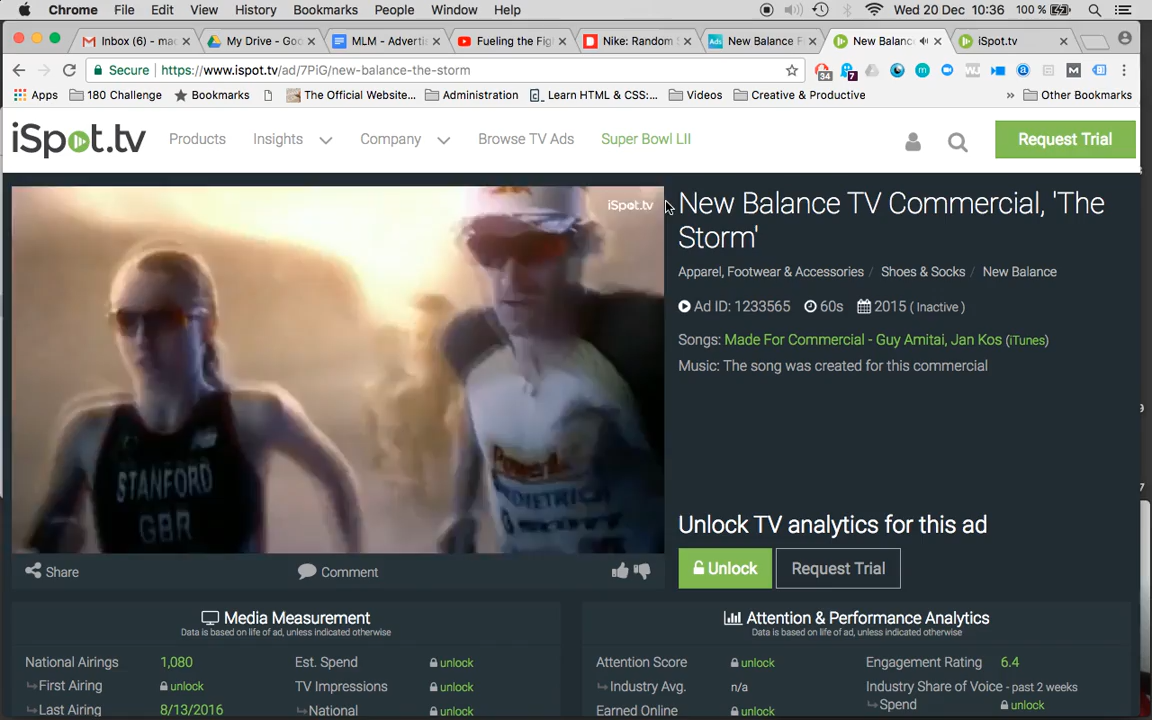 Chrome File Edit View History Bookmarks People Window Help Wed 20 Dec 10:36 100 %
Inbox (6) - mac My Drive - Goo MLM - Adverti YouTube Fueling the Fig Nike: Random S Ads New Balance F New Balanc iSpot.tv
Secure https://www.ispot.tv/ad/7PiG/new-balance-the-storm 34 7
Apps 180 Challenge Bookmarks The Official Website... Administration Learn HTML & CSS:... Videos Creative & Productive » Other Bookmarks
iSpot.tv Products Insights Company Browse TV Ads Super Bowl LII Request Trial
iSpot.tv
New Balance TV Commercial, 'The
Storm'
Apparel, Footwear & Accessories / Shoes & Socks / New Balance
Ad ID: 1233565 60s 2015 ( Inactive )
Songs: Made For Commercial - Guy Amitai, Jan Kos (iTunes)
Music: The song was created for this commercial
STANFORD
GBR
Unlock TV analytics for this ad
Unlock Request Trial
Share Comment
Media Measurement
Data is based on life of ad, unless indicated otherwise
National Airings 1,080 Est. Spend unlock
First Airing unlock TV Impressions unlock
Last Airing 8/13/2016 National unlock
Attention & Performance Analytics
Data is based on life of ad, unless indicated otherwise
Attention Score unlock Engagement Rating 6.4
Industry Avg. n/a Industry Share of Voice - past 2 weeks
Earned Online unlock Spend unlock